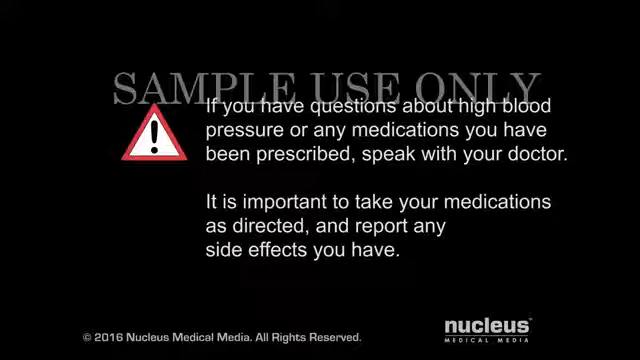 SAMPLE USE ONLY
If you have questions about high blood
pressure or any medications you have
been prescribed, speak with your doctor.
It is important to take your medications
as directed, and report any
side effects you have.
© 2016 Nucleus Medical Media. All Rights Reserved.
nucleus™
MEDICAL MEDIA